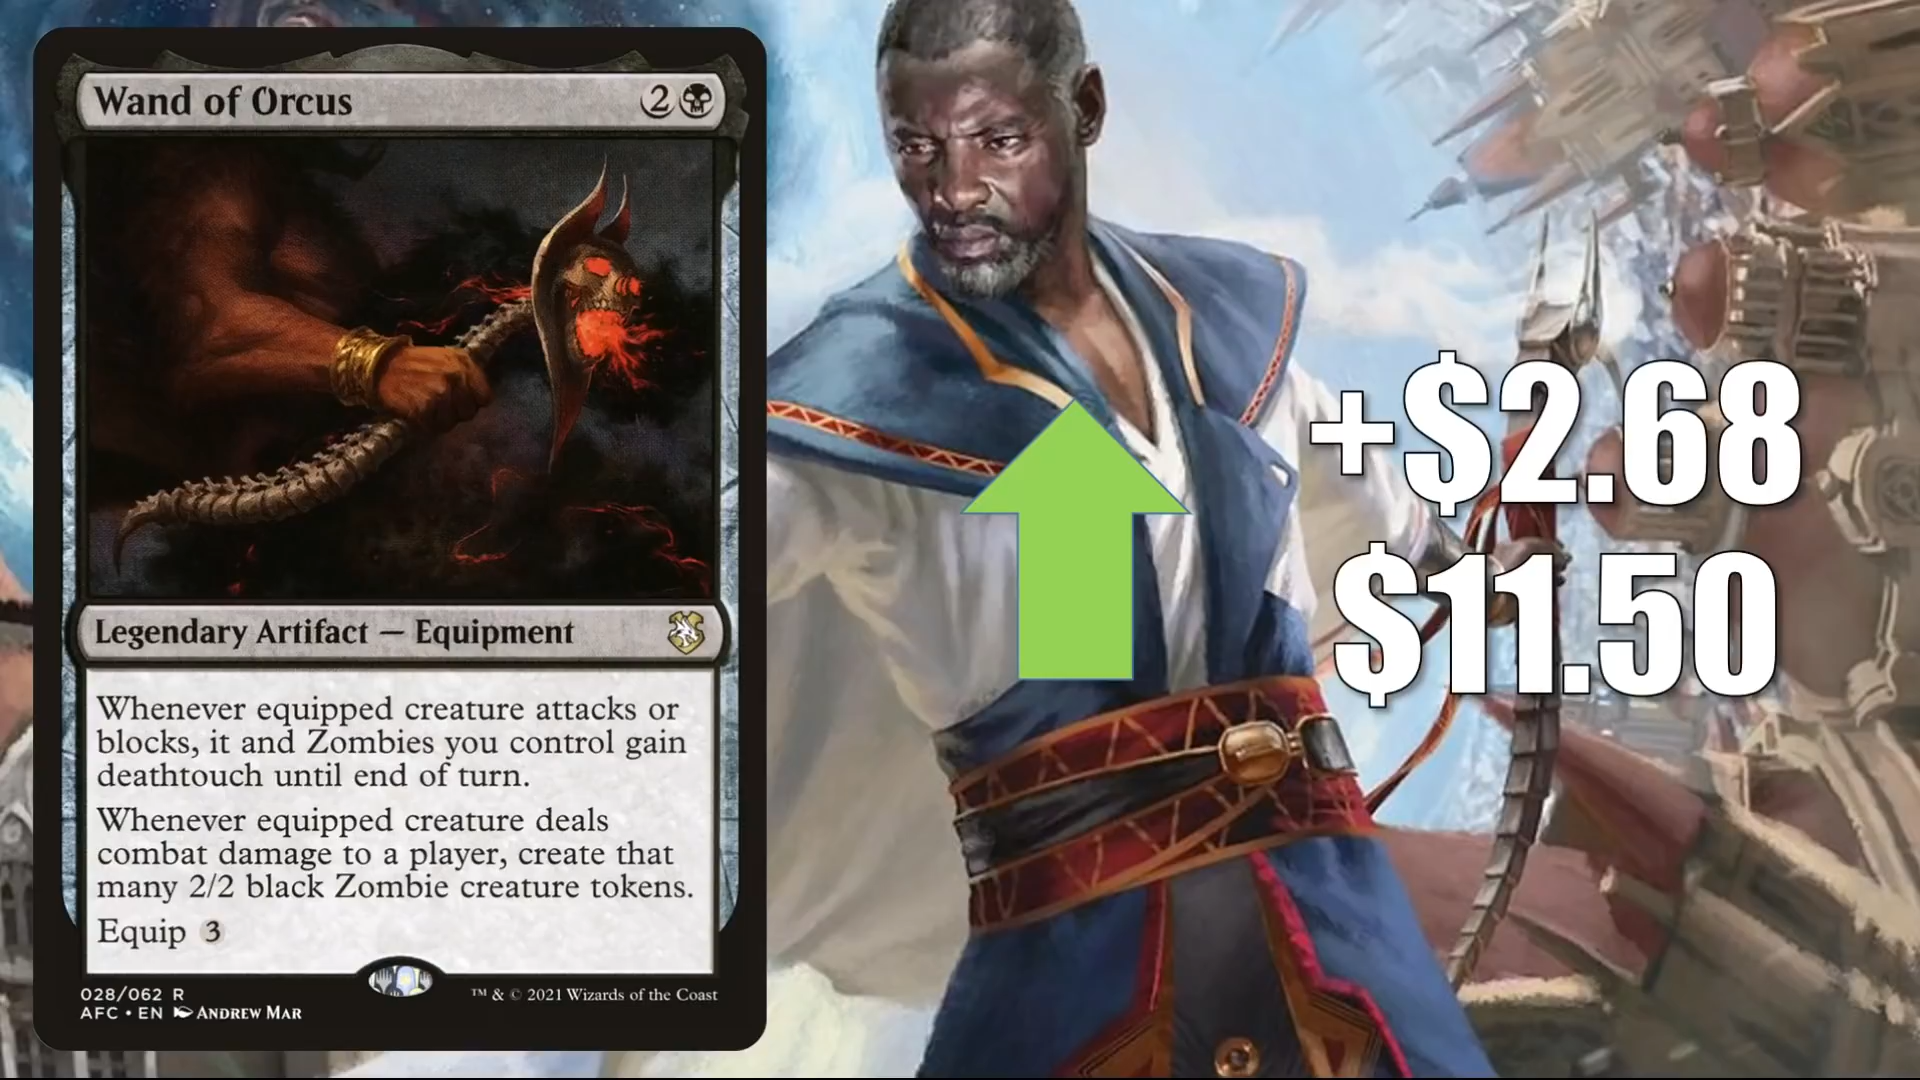 Wand of Orcus
2
Legendary Artifact — Equipment
Whenever equipped creature attacks or
blocks, it and Zombies you control gain
deathtouch until end of turn.
Whenever equipped creature deals
combat damage to a player, create that
many 2/2 black Zombie creature tokens.
Equip 3
028/062 R
AFC • EN ANDREW MAR
™ & © 2021 Wizards of the Coast
+$2.68
$11.50